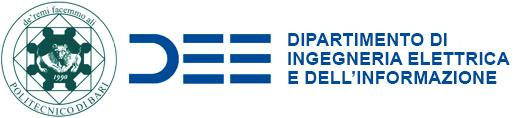 de' remi facemmo ali
1990
POLITECNICO DI BARI
DEE
DIPARTIMENTO DI
INGEGNERIA ELETTRICA
E DELL'INFORMAZIONE